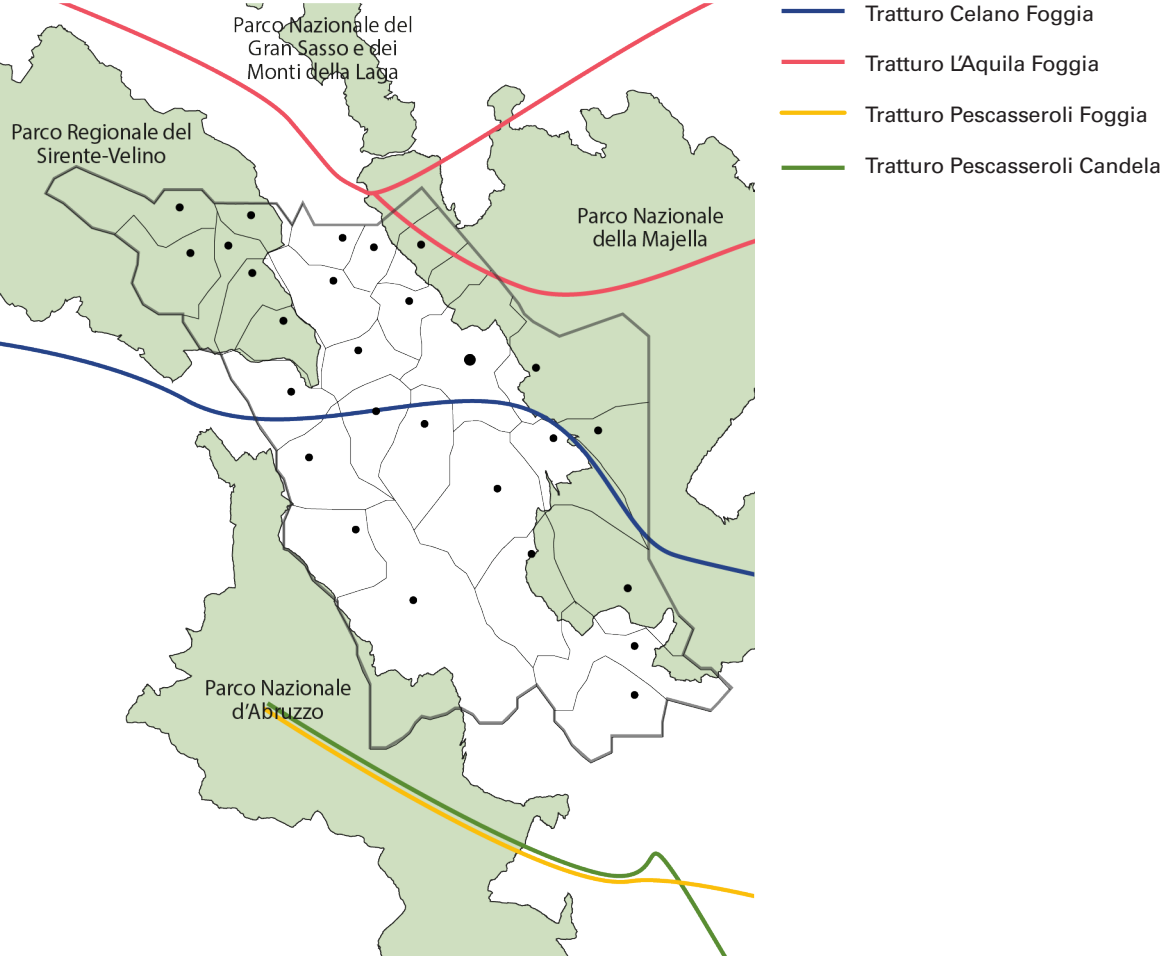 Parco Nazionale del
Gran Sasso e dei
Monti della Laga
Parco Regionale del
Sirente-Velino
Parco Nazionale
della Majella
Parco Nazionale
d'Abruzzo
Tratturo Celano Foggia
Tratturo L'Aquila Foggia
Tratturo Pescasseroli Foggia
Tratturo Pescasseroli Candela